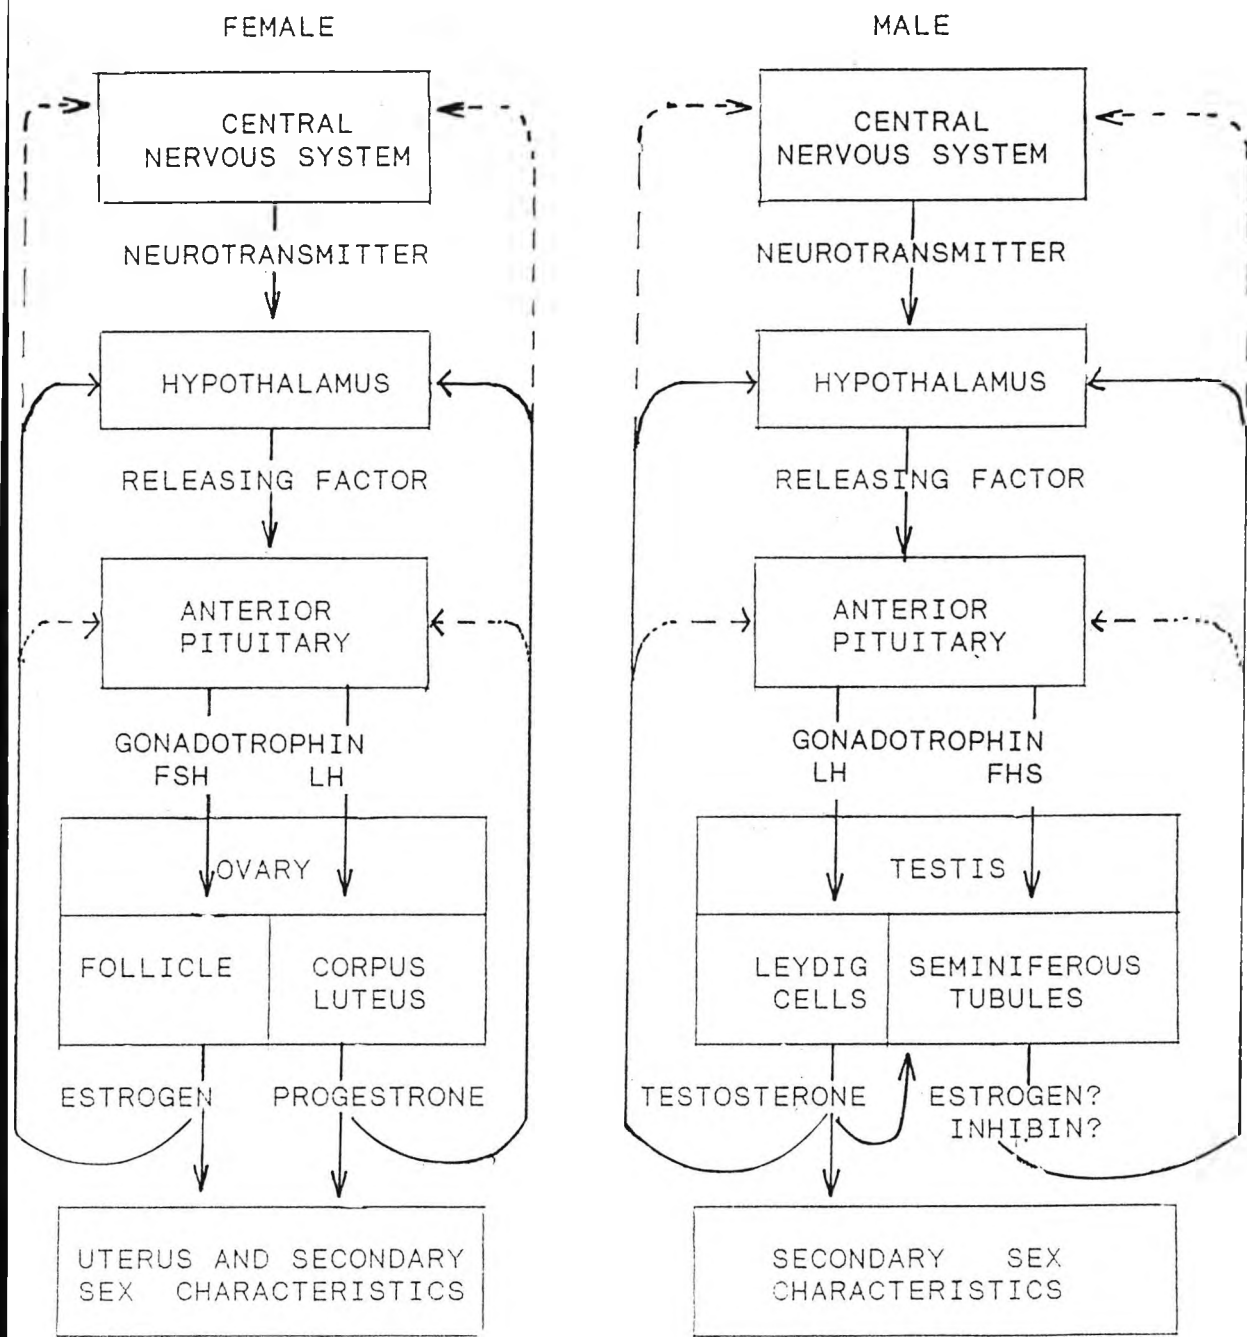 FEMALE
CENTRAL
NERVOUS SYSTEM
NEUROTRANSMITTER
HYPOTHALAMUS
RELEASING FACTOR
ANTERIOR
PITUITARY
GONADOTROPHIN
FSH LH
OVARY
FOLLICLE
CORPUS
LUTEUS
ESTROGEN PROGESTRONE
UTERUS AND SECONDARY
SEX CHARACTERISTICS
MALE
CENTRAL
NERVOUS SYSTEM
NEUROTRANSMITTER
HYPOTHALAMUS
RELEASING FACTOR
ANTERIOR
PITUITARY
GONADOTROPHIN
LH FHS
TESTIS
LEYDIG
CELLS
SEMINIFEROUS
TUBULES
TESTOSTERONE
ESTROGEN?
INHIBIN?
SECONDARY SEX
CHARACTERISTICS